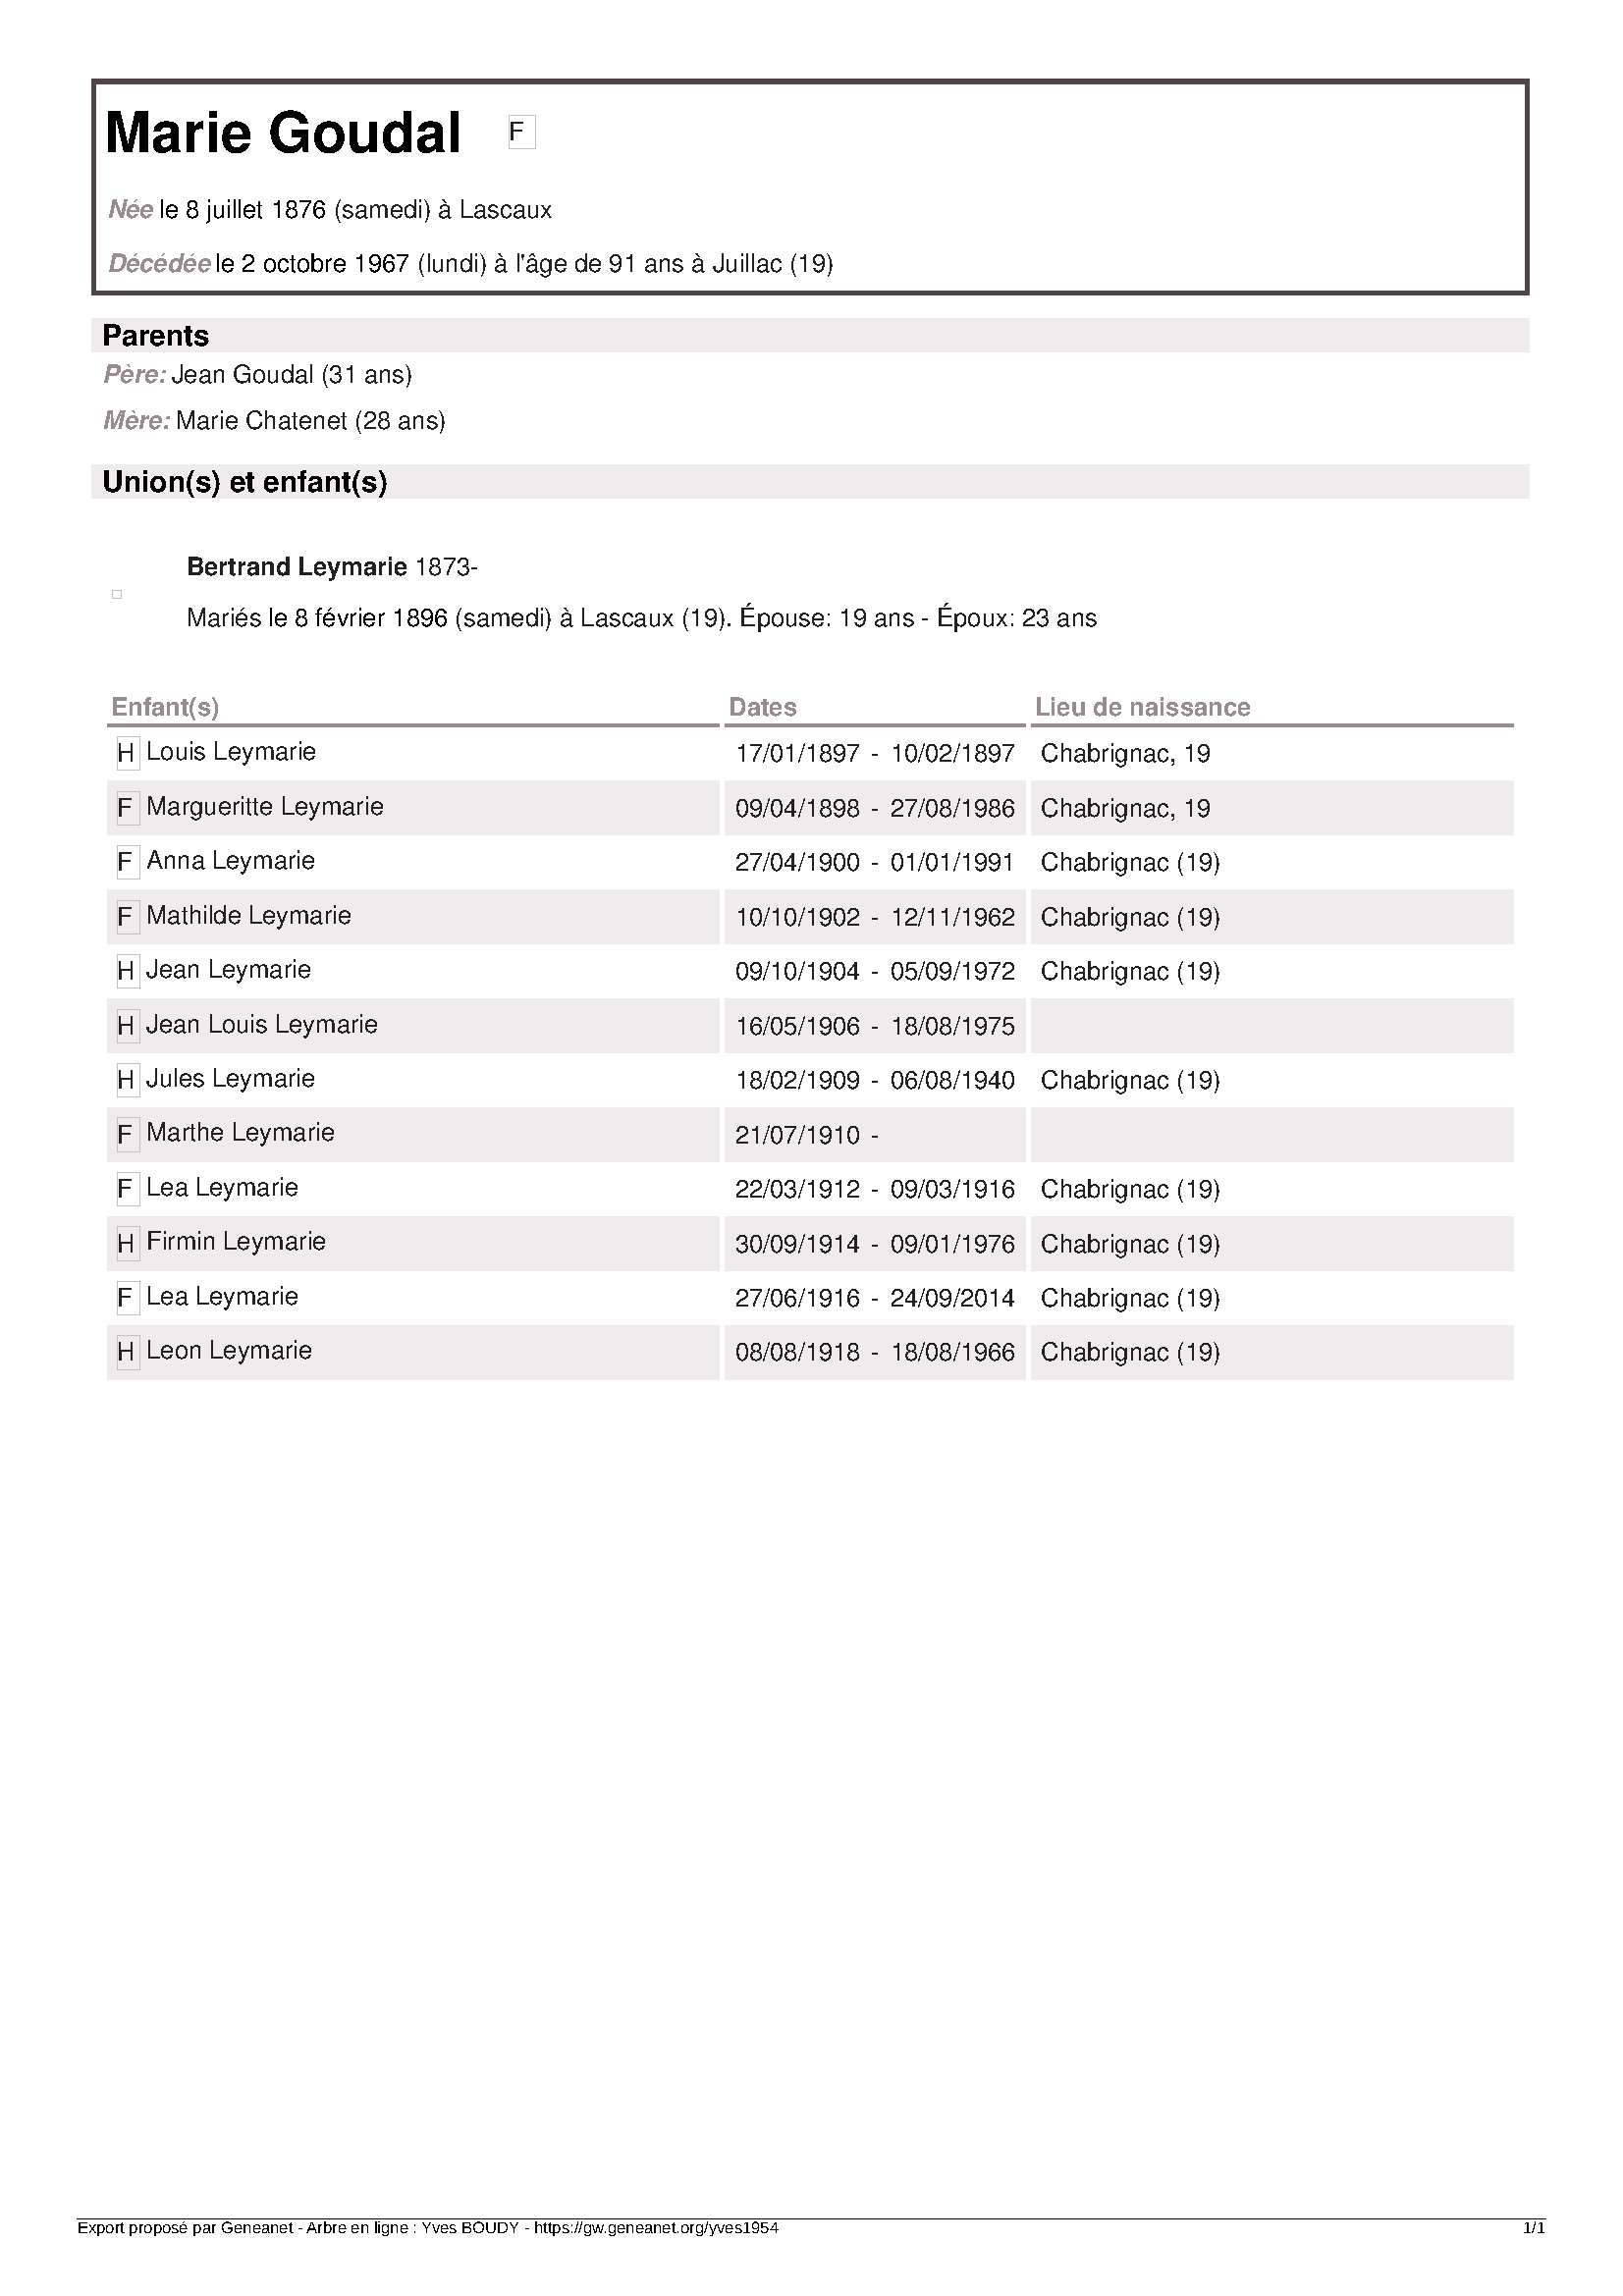 Marie Goudal F
Née le 8 juillet 1876 (samedi) à Lascaux
Décédée le 2 octobre 1967 (lundi) à l'âge de 91 ans à Juillac (19)
Parents
Père: Jean Goudal (31 ans)
Mère: Marie Chatenet (28 ans)
Union(s) et enfant(s)
Bertrand Leymarie 1873-
Mariés le 8 février 1896 (samedi) à Lascaux (19). Épouse: 19 ans - Époux: 23 ans
Enfant(s) Dates Lieu de naissance
H Louis Leymarie 17/01/1897 - 10/02/1897 Chabrignac, 19
F Margueritte Leymarie 09/04/1898 - 27/08/1986 Chabrignac, 19
F Anna Leymarie 27/04/1900 - 01/01/1991 Chabrignac (19)
F Mathilde Leymarie 10/10/1902 - 12/11/1962 Chabrignac (19)
H Jean Leymarie 09/10/1904 - 05/09/1972 Chabrignac (19)
H Jean Louis Leymarie 16/05/1906 - 18/08/1975
H Jules Leymarie 18/02/1909 - 06/08/1940 Chabrignac (19)
F Marthe Leymarie 21/07/1910 -
F Lea Leymarie 22/03/1912 - 09/03/1916 Chabrignac (19)
H Firmin Leymarie 30/09/1914 - 09/01/1976 Chabrignac (19)
F Lea Leymarie 27/06/1916 - 24/09/2014 Chabrignac (19)
H Leon Leymarie 08/08/1918 - 18/08/1966 Chabrignac (19)
Export proposé par Geneanet - Arbre en ligne : Yves BOUDY - https://gw.geneanet.org/yves1954 1/1